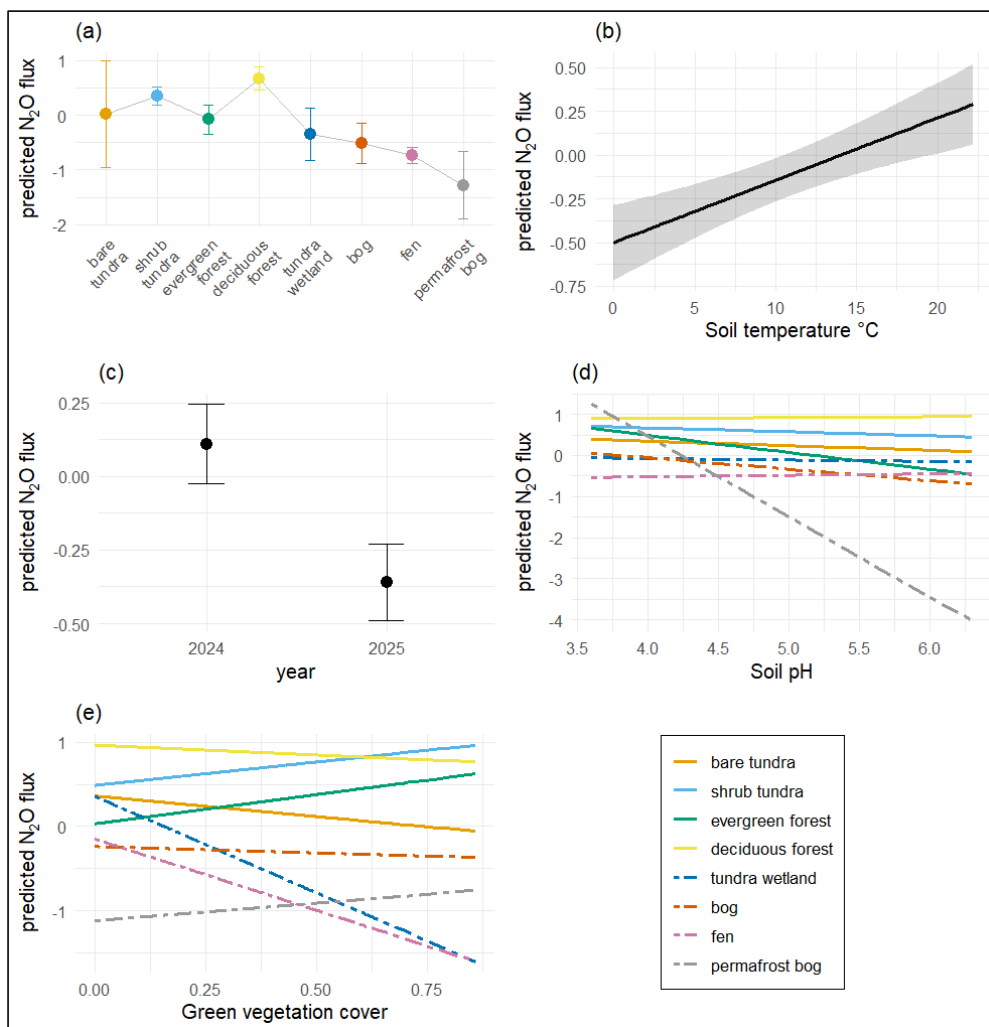 (a)
predicted N₂O flux
1
0
-1
-2
bare tundra
shrub tundra
evergreen forest
deciduous forest
tundra wetland
bog
fen
permafrost bog
(b)
predicted N₂O flux
0.50
0.25
0.00
-0.25
-0.50
-0.75
0
5
10
15
20
Soil temperature °C
(c)
predicted N₂O flux
0.25
0.00
-0.25
-0.50
2024
2025
year
(d)
predicted N₂O flux
1
0
-1
-2
-3
-4
3.5
4.0
4.5
5.0
5.5
6.0
Soil pH
(e)
predicted N₂O flux
1
0
-1
0.00
0.25
0.50
0.75
Green vegetation cover
bare tundra
shrub tundra
evergreen forest
deciduous forest
tundra wetland
bog
fen
permafrost bog